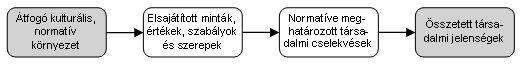 Átfogó kulturális,
normatív
környezet
Elsajátított minták,
értékek, szabályok
és szerepek
Normatíve meg-
határozott társa-
dalmi cselekvések
Összetett társa-
dalmi jelenségek